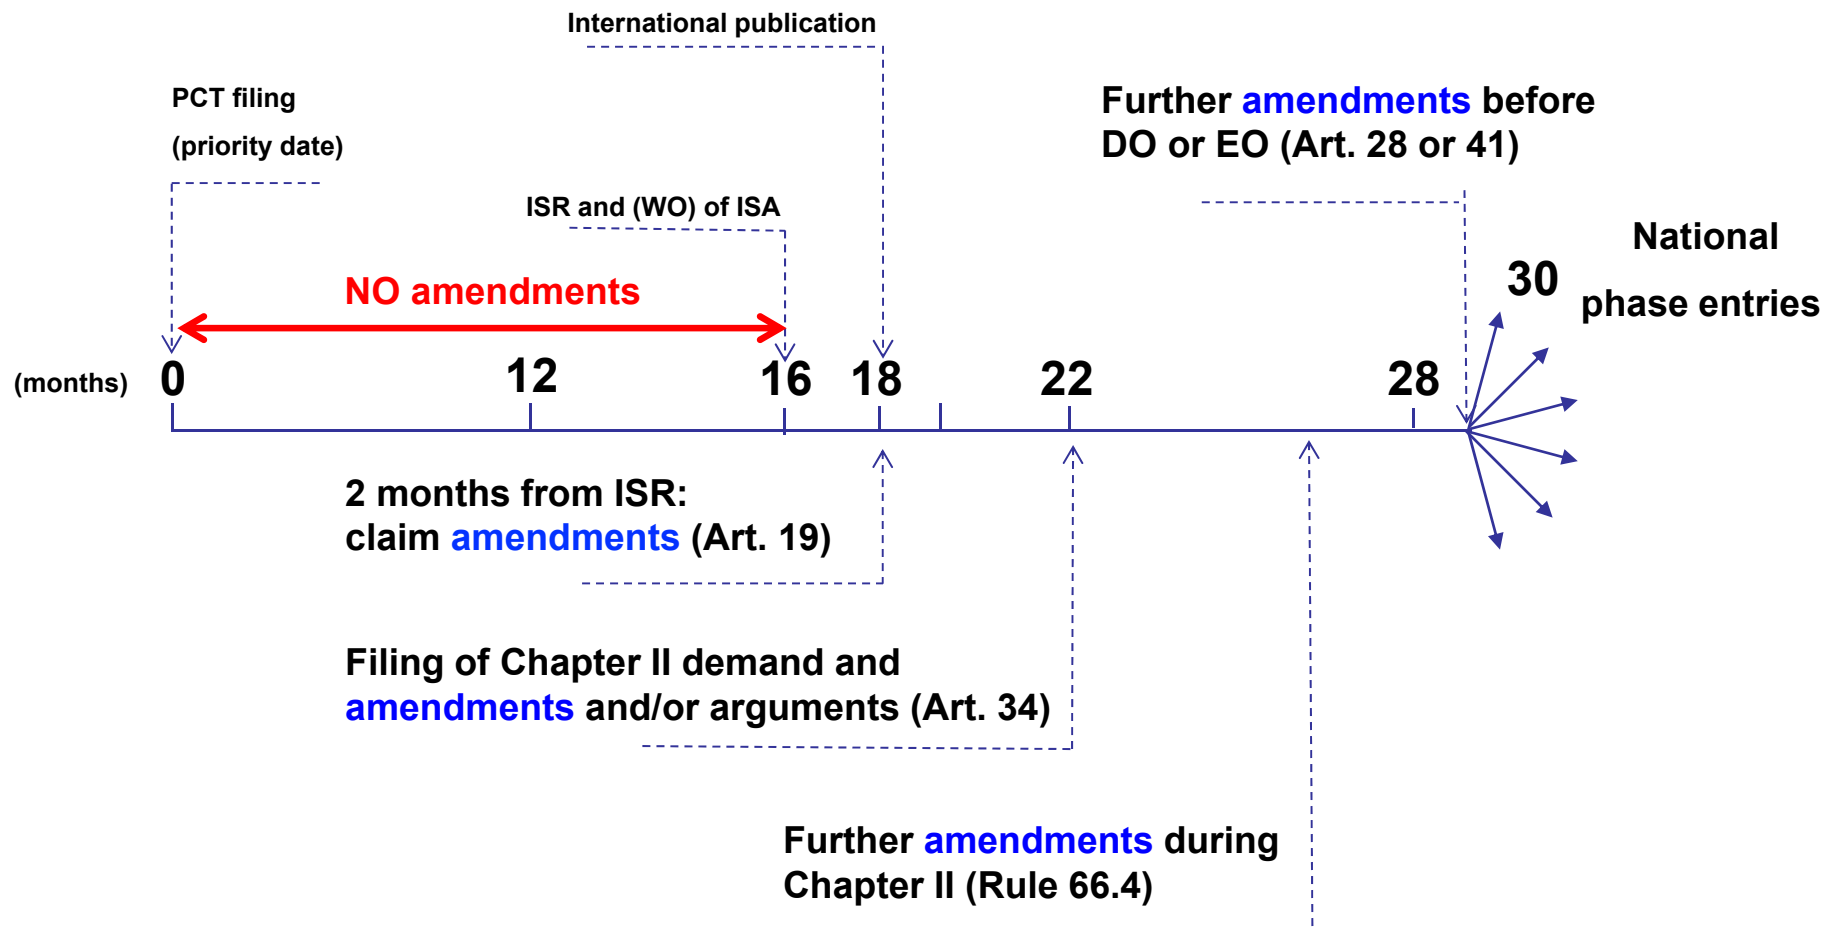 International publication
PCT filing
(priority date)
Further amendments before
DO or EO (Art. 28 or 41)
ISR and (WO) of ISA
National
phase entries
30
NO amendments
(months) 0 12 16 18 22 28
2 months from ISR:
claim amendments (Art. 19)
Filing of Chapter II demand and
amendments and/or arguments (Art. 34)
Further amendments during
Chapter II (Rule 66.4)